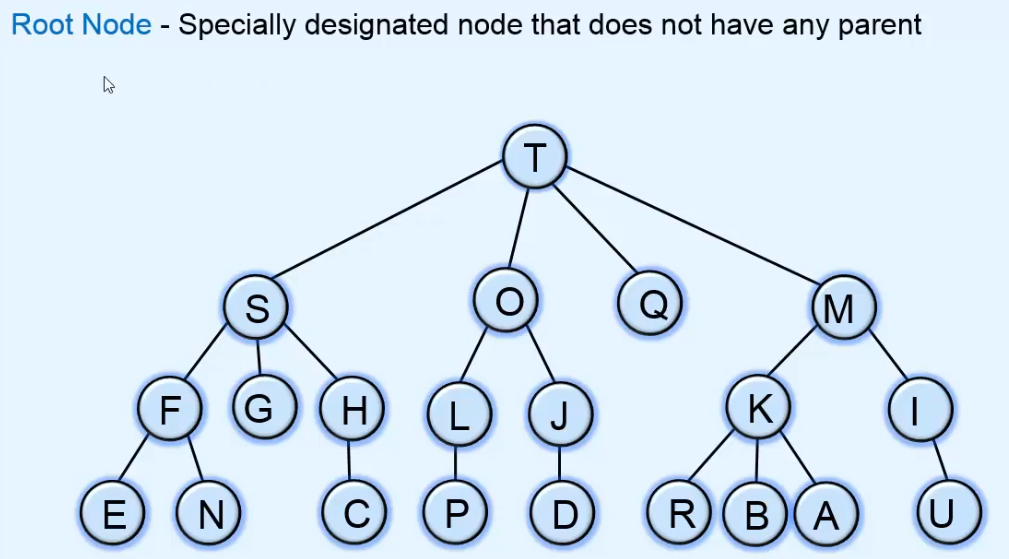 Root Node - Specially designated node that does not have any parent
T
S O Q M
F G H L J K I
E N C P D R B A U